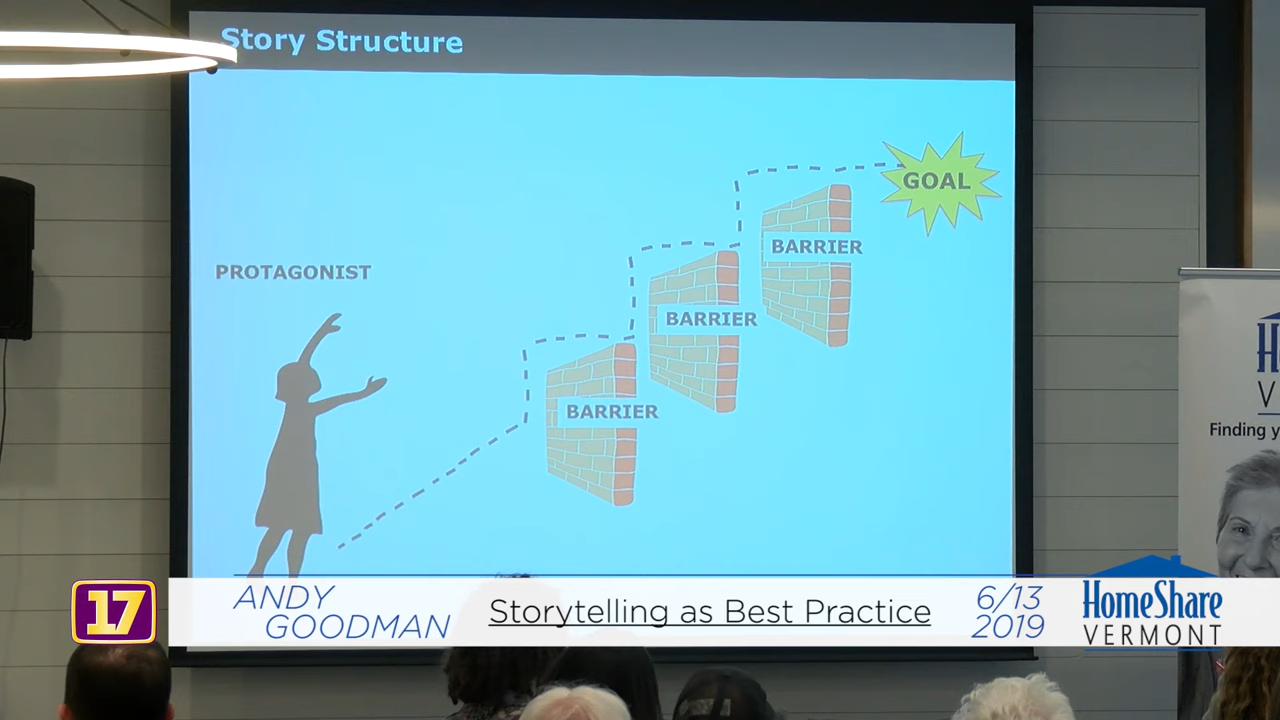 Story Structure
GOAL
BARRIER
PROTAGONIST
BARRIER
BARRIER
Finding
17
ANDY
GOODMAN
Storytelling as Best Practice
6/13
2019
HomeShare
VERMONT